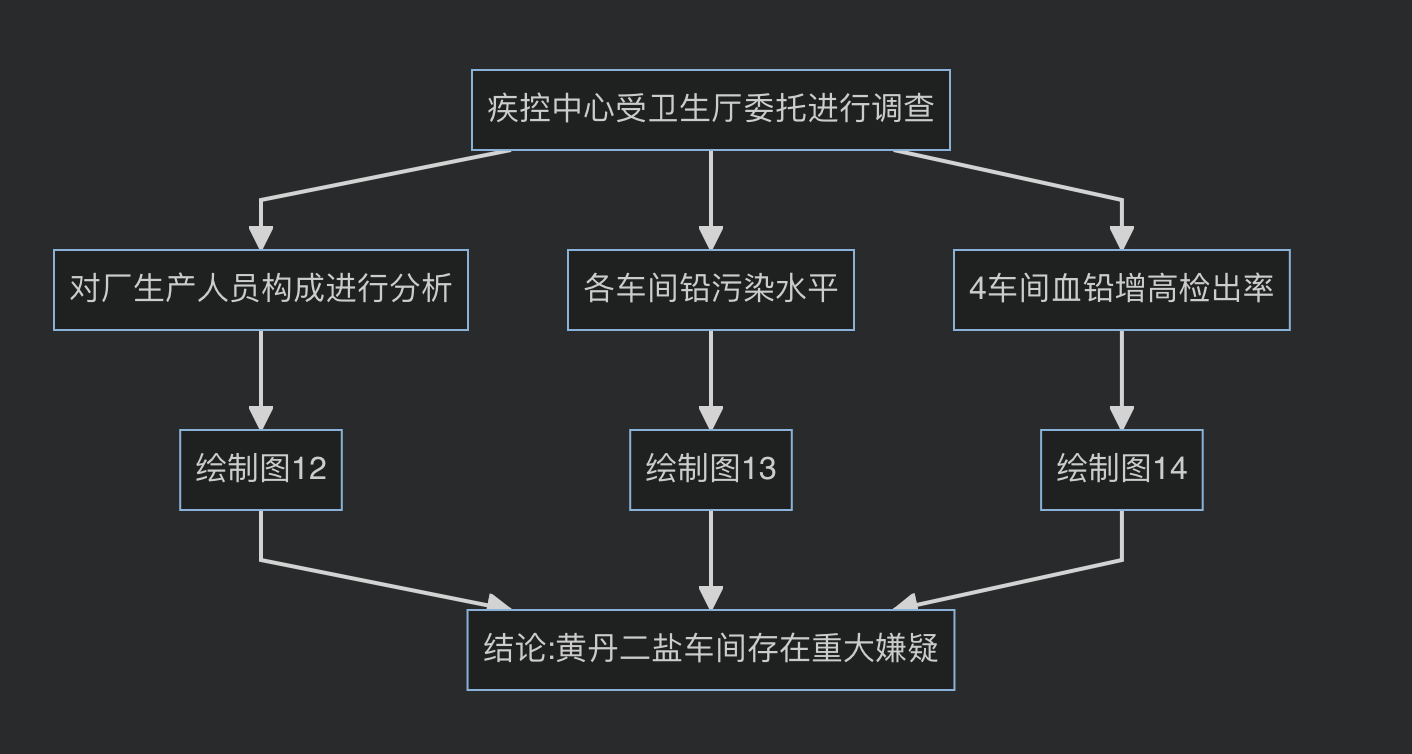 疾控中心受卫生厅委托进行调查
对厂生产人员构成进行分析
各车间铅污染水平
4车间血铅增高检出率
绘制图12
绘制图13
绘制图14
结论:黄丹二盐车间存在重大嫌疑